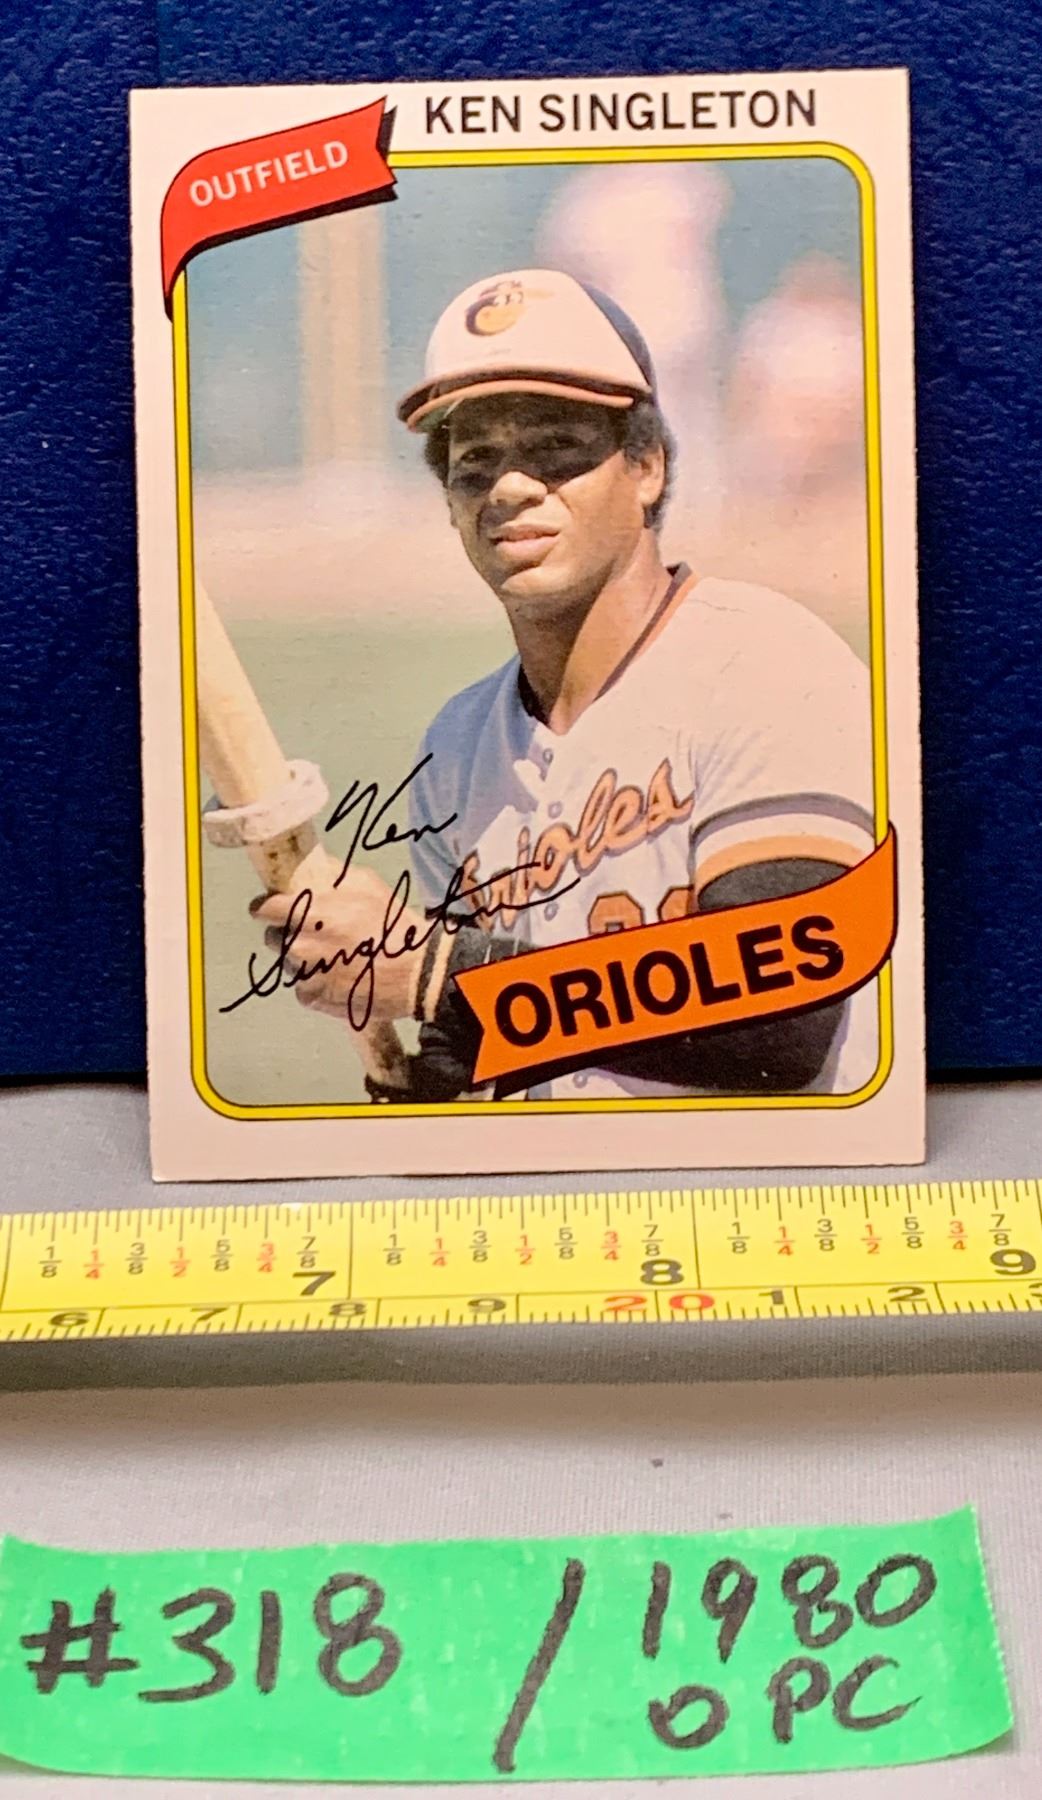 KEN SINGLETON
OUTFIELD
Orioles
Ken
Singleton
ORIOLES
1/8 1/4 3/8 1/2 5/8 3/4 7/8 7 1/8 1/4 3/8 1/2 5/8 3/4 7/8 8 1/8 1/4 3/8 1/2 5/8 3/4 7/8 9
6 7 8 9 20 1 2
#318 / 1980
OPC